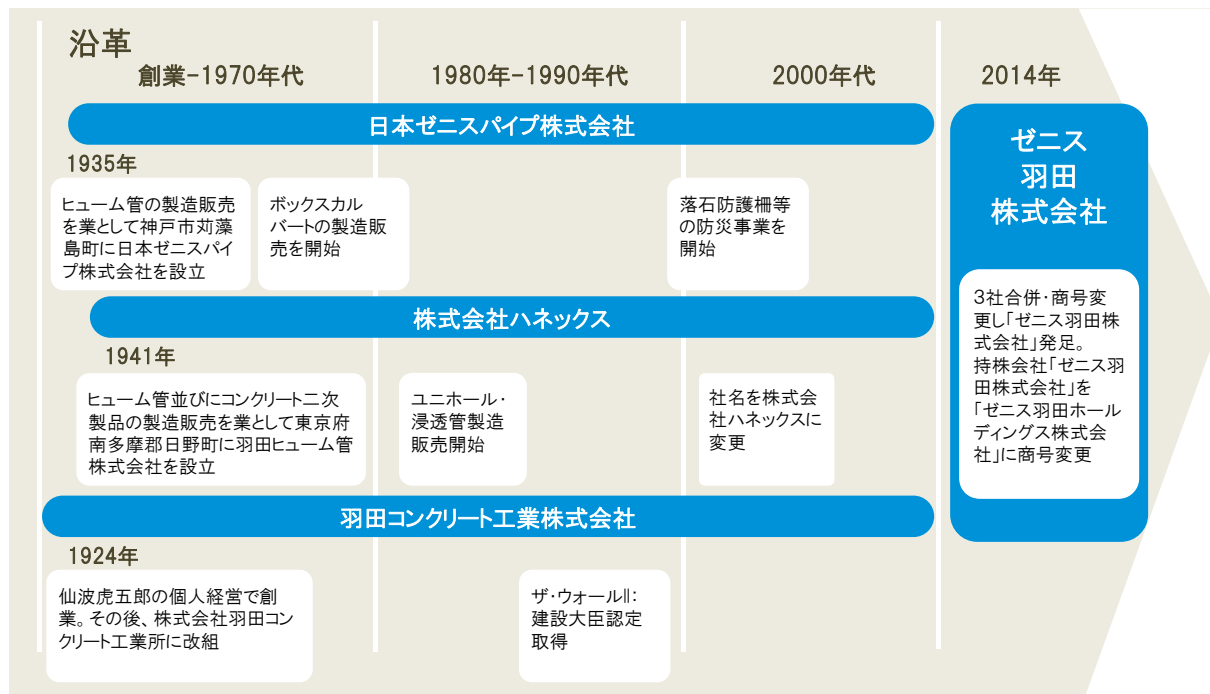 沿革
創業-1970年代
1980年-1990年代
2000年代
2014年
日本ゼニスパイプ株式会社
1935年
ヒューム管の製造販売
を業として神戸市苅藻
島町に日本ゼニスパイ
プ株式会社を設立
ボックスカル
バートの製造販
売を開始
落石防護柵等
の防災事業を
開始
株式会社ハネックス
1941年
ヒューム管並びにコンクリート二次
製品の製造販売を業として東京府
南多摩郡日野町に羽田ヒューム管
株式会社を設立
ユニホール・
浸透管製造
販売開始
社名を株式会
社ハネックスに
変更
羽田コンクリート工業株式会社
1924年
仙波虎五郎の個人経営で創
業。その後、株式会社羽田コン
クリート工業所に改組
ザ・ウォールⅡ:
建設大臣認定
取得
ゼニス
羽田
株式会社
3社合併・商号変
更し「ゼニス羽田株
式会社」発足。
持株会社「ゼニス羽
田株式会社」を
「ゼニス羽田ホール
ディングス株式会
社」に商号変更